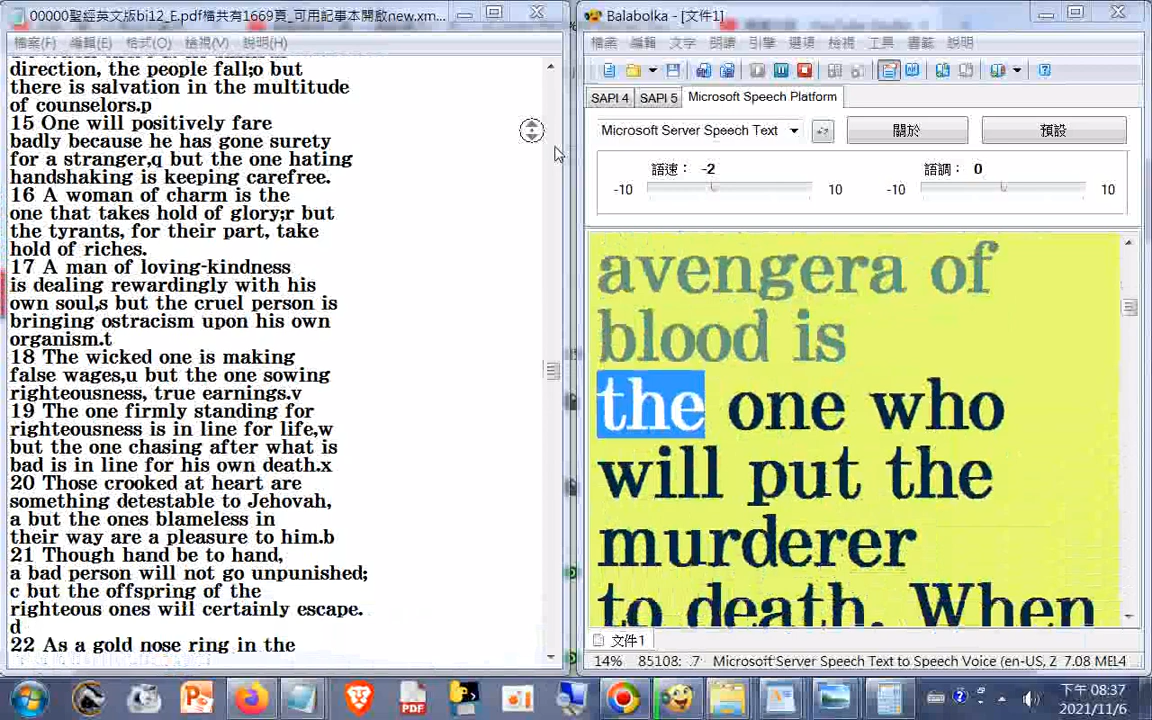 00000聖經英文版bi12_E.pdf檔共有1669頁_可用記事本開啟new.xm...
檔案(F) 編輯(E) 格式(O) 檢視(V) 說明(H)
direction, the people fall;o but
there is salvation in the multitude
of counselors.p
15 One will positively fare
badly because he has gone surety
for a stranger,q but the one hating
handshaking is keeping carefree.
16 A woman of charm is the
one that takes hold of glory;r but
the tyrants, for their part, take
hold of riches.
17 A man of loving-kindness
is dealing rewardingly with his
own soul,s but the cruel person is
bringing ostracism upon his own
organism.t
18 The wicked one is making
false wages,u but the one sowing
righteousness, true earnings.v
19 The one firmly standing for
righteousness is in line for life,w
but the one chasing after what is
bad is in line for his own death.x
20 Those crooked at heart are
something detestable to Jehovah,
a but the ones blameless in
their way are a pleasure to him.b
21 Though hand be to hand,
a bad person will not go unpunished;
c but the offspring of the
righteous ones will certainly escape.
d
22 As a gold nose ring in the
Balabolka - [文件1]
檔案 編輯 文字 朗讀 引擎 選項 檢視 工具 書籤 說明
SAPI 4 SAPI 5 Microsoft Speech Platform
Microsoft Server Speech Text 關於 預設
語速： -2 語調： 0
-10 10 -10 10
avengera of
blood is
the one who
will put the
murderer
to death. When
文件1
14% 85108: .7 Microsoft Server Speech Text to Speech Voice (en-US, Z 7.08 ME
PDF
下午 08:37
2021/11/6